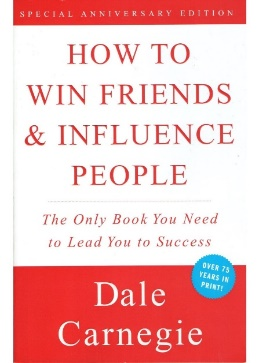 SPECIAL ANNIVERSARY EDITION
HOW TO
WIN FRIENDS
& INFLUENCE
PEOPLE
The Only Book You Need
to Lead You to Success
OVER 75
YEARS IN
PRINT!
Dale
Carnegie